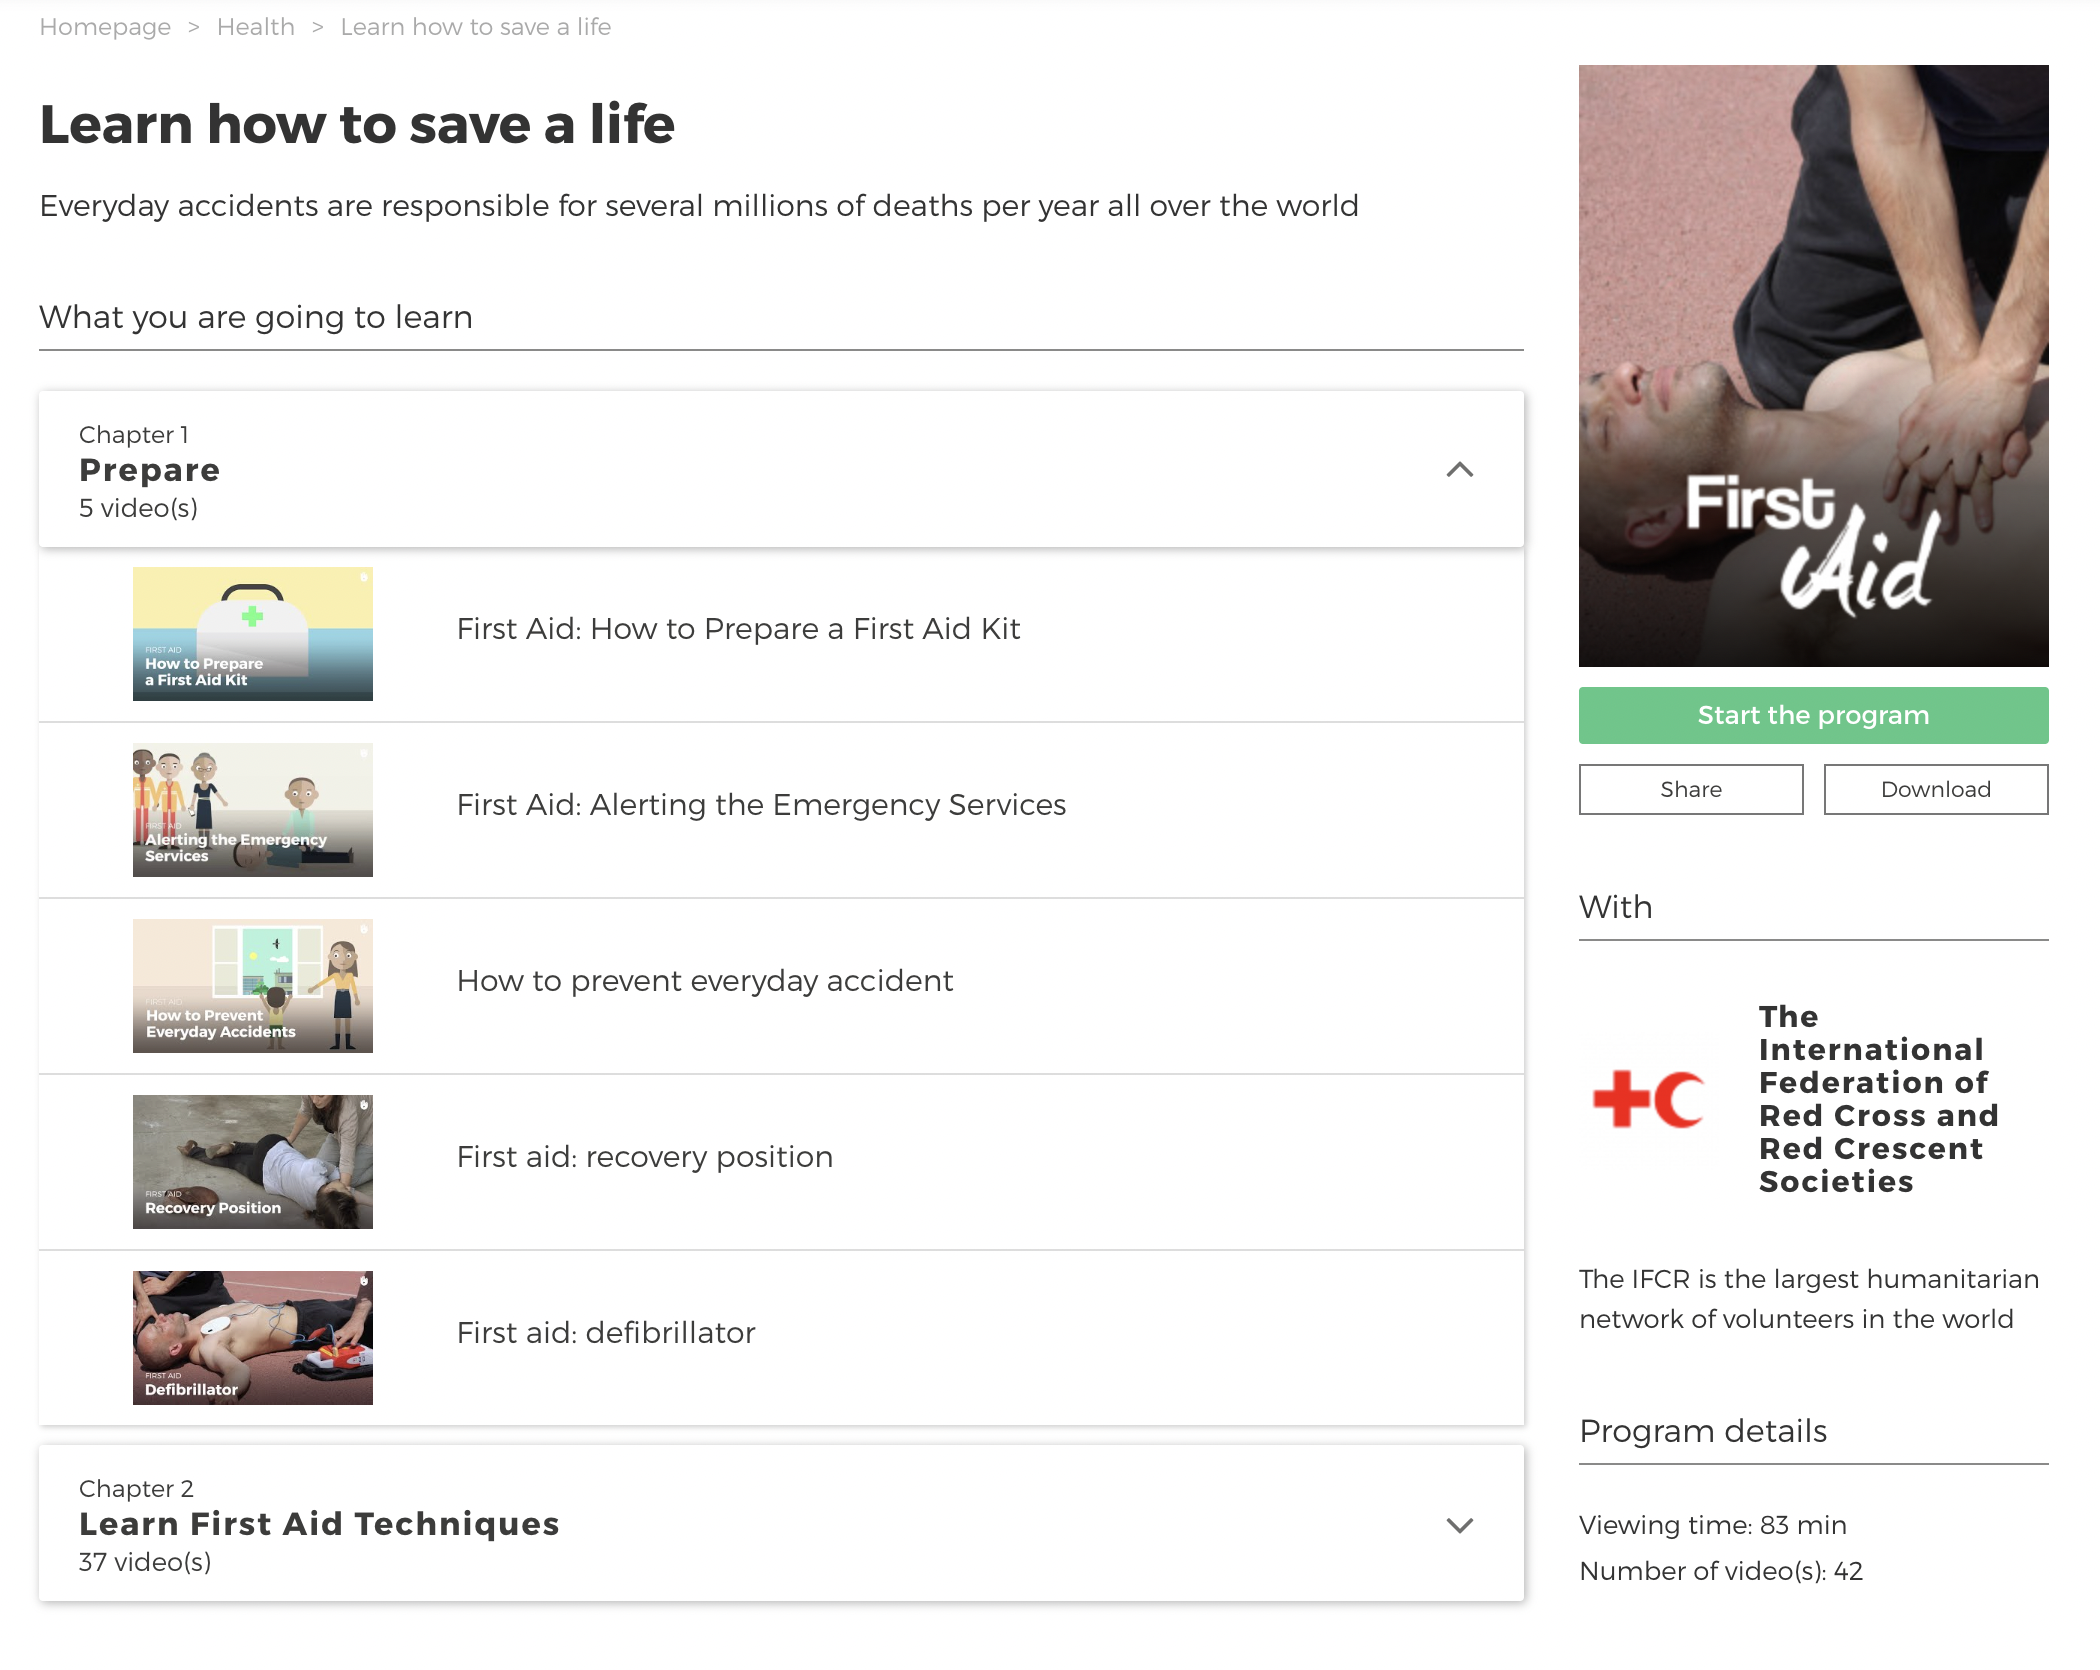 Homepage > Health > Learn how to save a life
Learn how to save a life
Everyday accidents are responsible for several millions of deaths per year all over the world
What you are going to learn
Chapter 1
Prepare
5 video(s)
FIRST AID
How to Prepare
a First Aid Kit
First Aid: How to Prepare a First Aid Kit
FIRST AID
Alerting the Emergency
Services
First Aid: Alerting the Emergency Services
FIRST AID
How to Prevent
Everyday Accidents
How to prevent everyday accident
FIRST AID
Recovery Position
First aid: recovery position
FIRST AID
Defibrillator
First aid: defibrillator
Chapter 2
Learn First Aid Techniques
37 video(s)
First
Aid
Start the program
Share
Download
With
The
International
Federation of
Red Cross and
Red Crescent
Societies
The IFCR is the largest humanitarian
network of volunteers in the world
Program details
Viewing time: 83 min
Number of video(s): 42